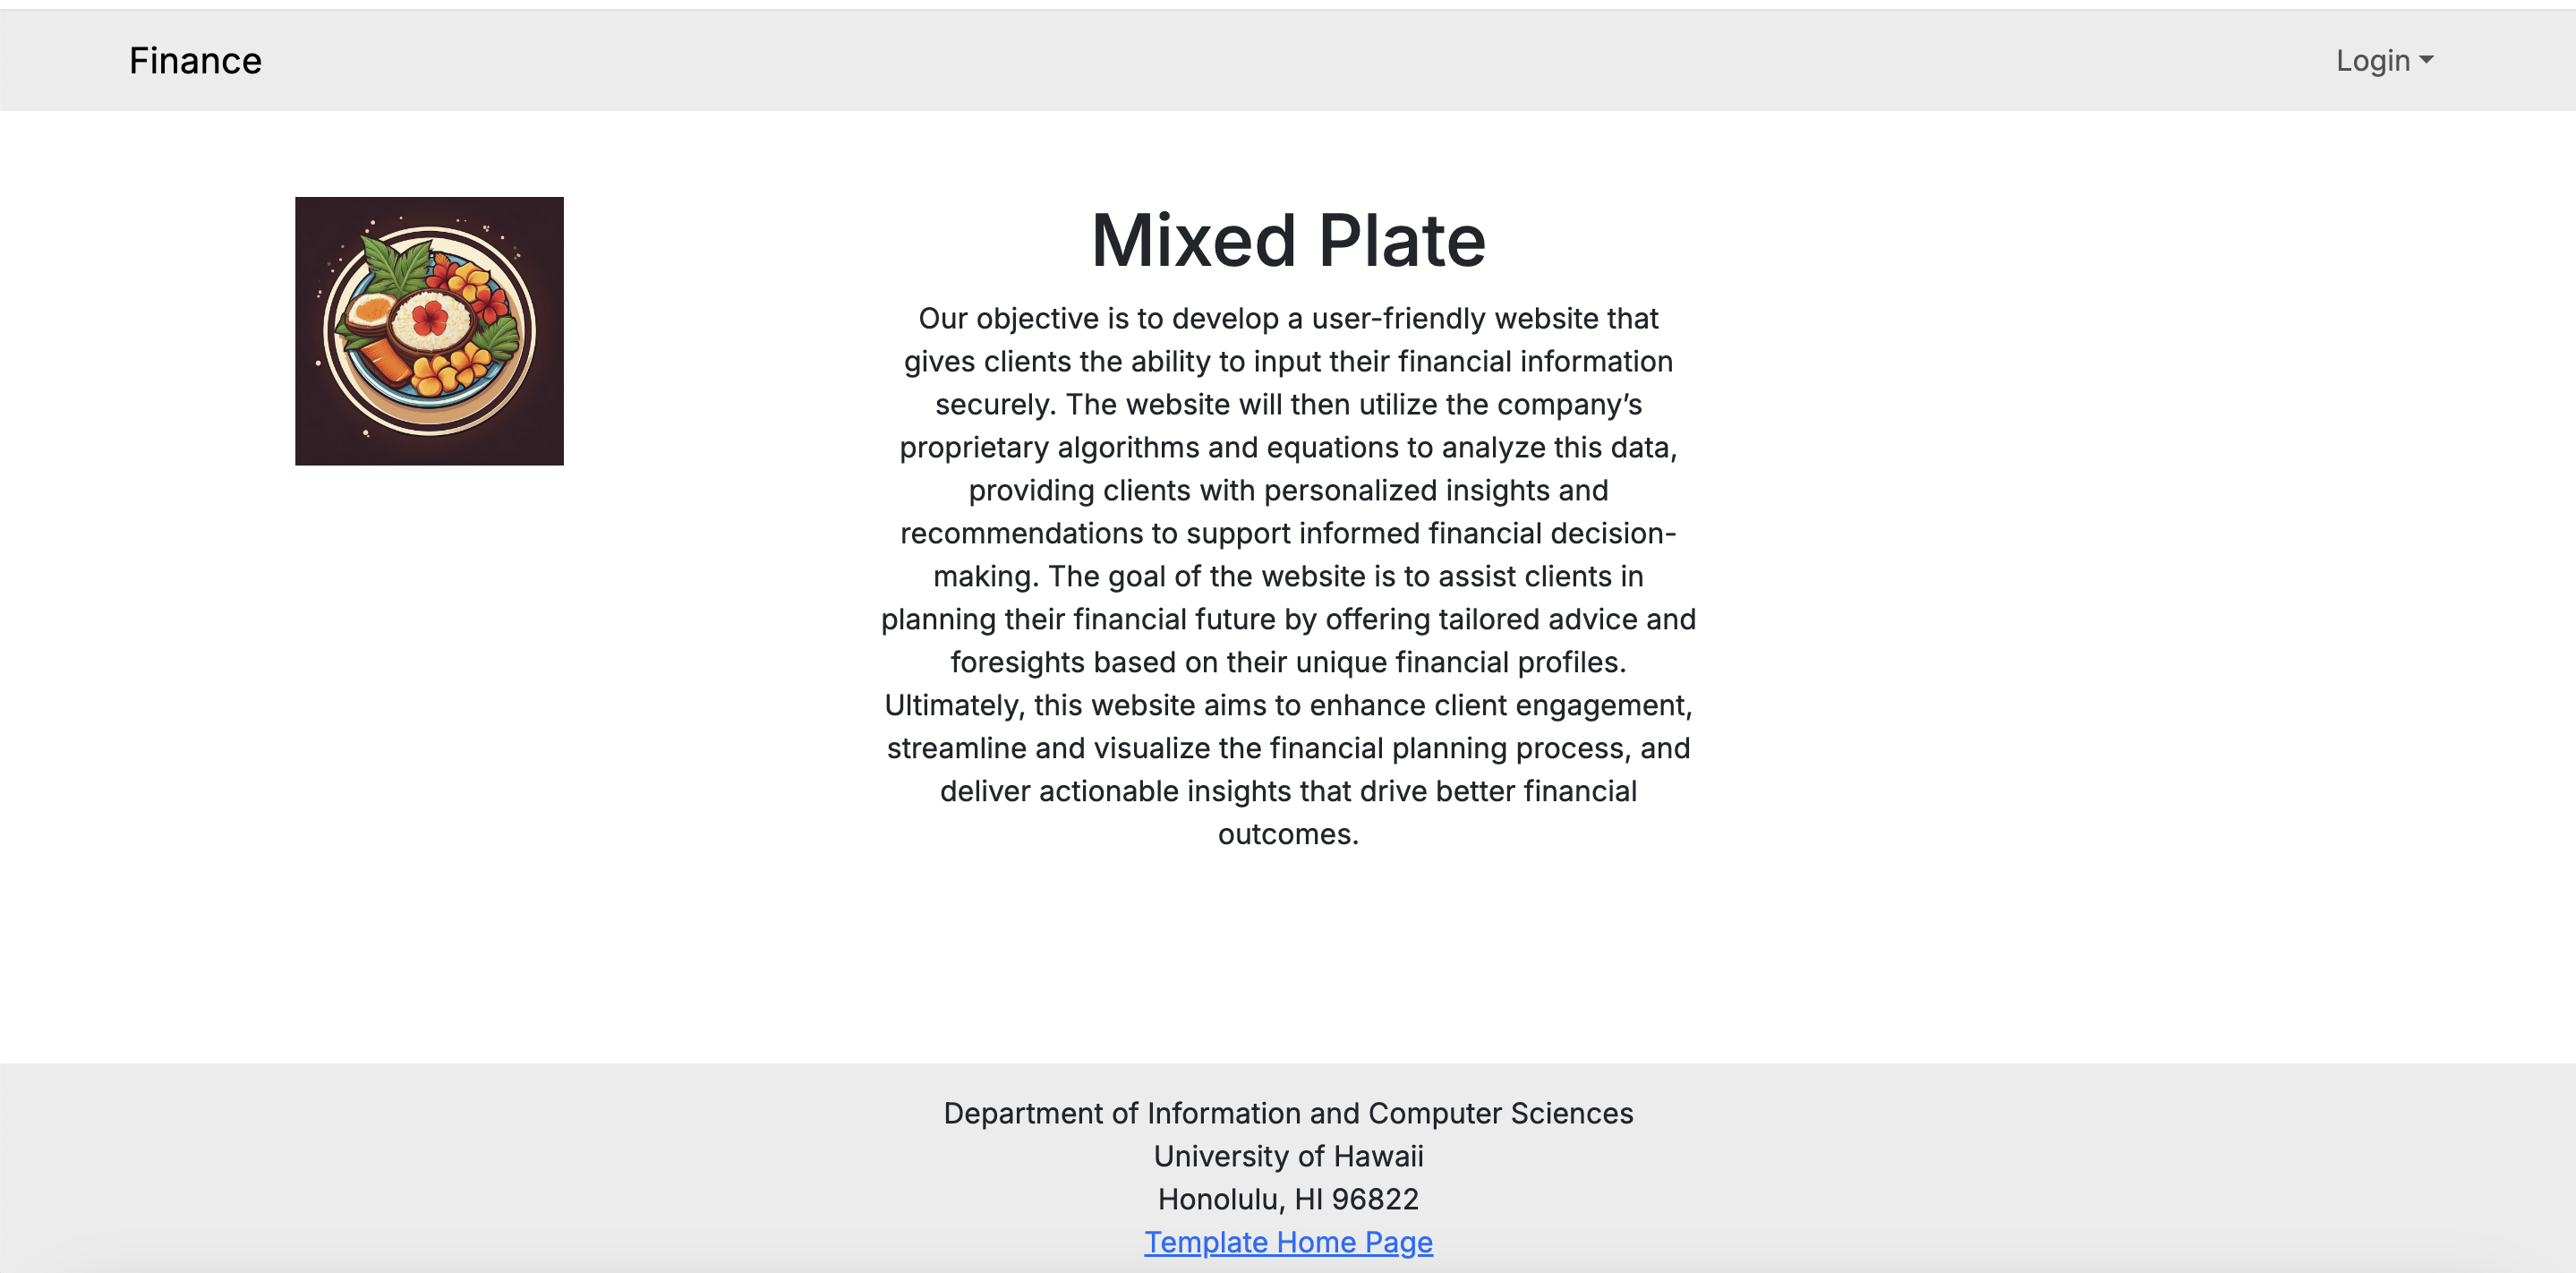 Finance
Login
Mixed Plate
Our objective is to develop a user-friendly website that
gives clients the ability to input their financial information
securely. The website will then utilize the company’s
proprietary algorithms and equations to analyze this data,
providing clients with personalized insights and
recommendations to support informed financial decision-
making. The goal of the website is to assist clients in
planning their financial future by offering tailored advice and
foresights based on their unique financial profiles.
Ultimately, this website aims to enhance client engagement,
streamline and visualize the financial planning process, and
deliver actionable insights that drive better financial
outcomes.
Department of Information and Computer Sciences
University of Hawaii
Honolulu, HI 96822
Template Home Page